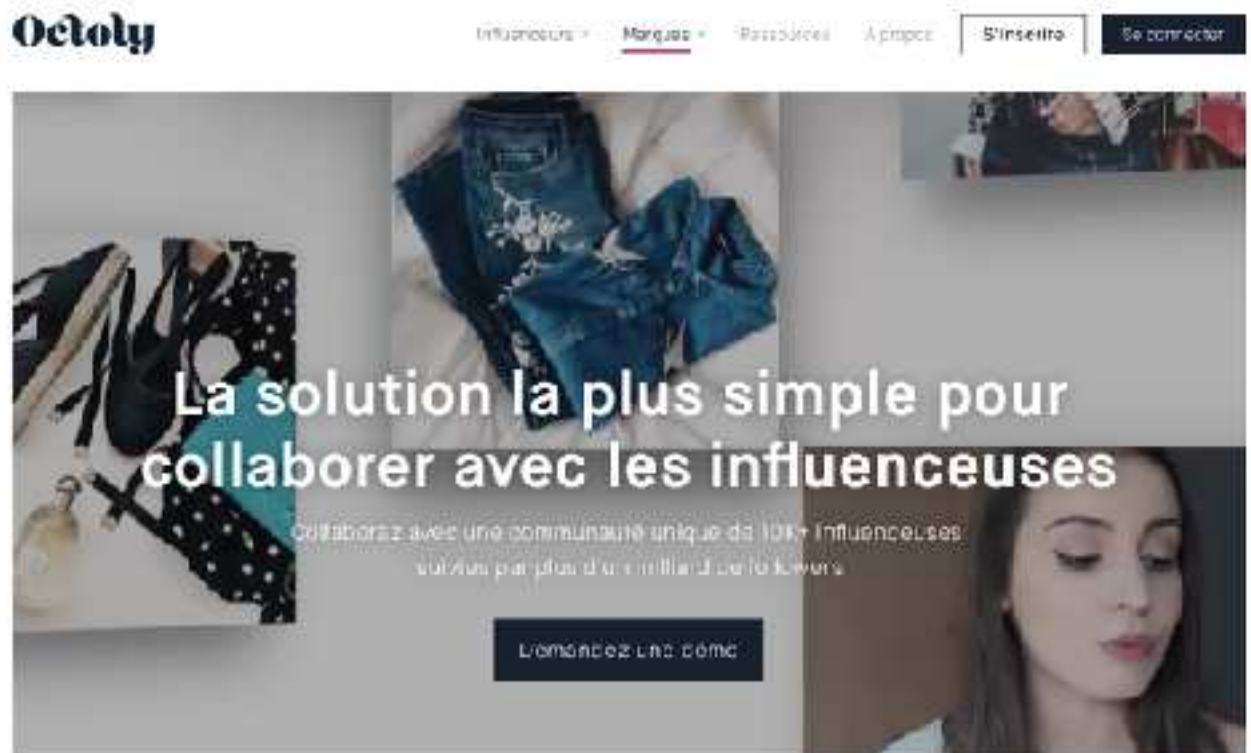 Octoly
Influenceurs Marques Ressources À propos S'inscrire Se connecter
La solution la plus simple pour
collaborer avec les influenceuses
Collaborez avec une communauté unique de 10k+ influenceuses
suivies par plus d'un milliard de followers
Demandez une démo